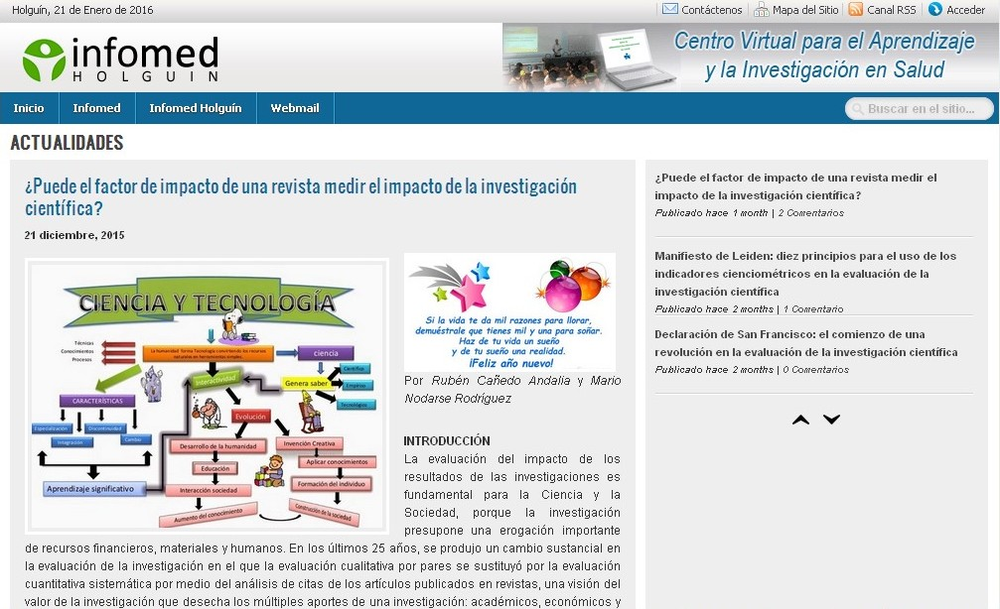 Holguín, 21 de Enero de 2016
Contáctenos
Mapa del Sitio
Canal RSS
Acceder
infomed
HOLGUIN
Centro Virtual para el Aprendizaje
y la Investigación en Salud
Inicio
Infomed
Infomed Holguín
Webmail
Buscar en el sitio...
ACTUALIDADES
¿Puede el factor de impacto de una revista medir el impacto de la investigación
científica?
21 diciembre, 2015
CIENCIA Y TECNOLOGÍA
Técnicas
Conocimientos
Procesos
ciencia
Interactividad
Genera saber
Científico
Empírico
Tecnológico
CARACTERÍSTICAS
Especialización
Discontinuidad
Integración
Cambio
Evolución
Desarrollo de la humanidad
Invención Creativa
Educación
Aplicar conocimientos
Aprendizaje significativo
Interacción sociedad
Formación del individuo
Aumento del conocimiento
Construcción de la sociedad
Si la vida te da mil razones para llorar,
demuéstrale que tienes mil y una para soñar.
Haz de tu vida un sueño
y de tu sueño una realidad.
¡Feliz año nuevo!
Por Rubén Cañedo Andalia y Mario
Nodarse Rodríguez
INTRODUCCIÓN
La evaluación del impacto de los
resultados de las investigaciones es
fundamental para la Ciencia y la
Sociedad, porque la investigación
presupone una erogación importante
de recursos financieros, materiales y humanos. En los últimos 25 años, se produjo un cambio sustancial en
la evaluación de la investigación en el que la evaluación cualitativa por pares se sustituyó por la evaluación
cuantitativa sistemática por medio del análisis de citas de los artículos publicados en revistas, una visión del
valor de la investigación que desecha los múltiples aportes de una investigación: académicos, económicos y
¿Puede el factor de impacto de una revista medir el
impacto de la investigación científica?
Publicado hace 1 month | 2 Comentarios
Manifiesto de Leiden: diez principios para el uso de los
indicadores cienciométricos en la evaluación de la
investigación científica
Publicado hace 2 months | 1 Comentario
Declaración de San Francisco: el comienzo de una
revolución en la evaluación de la investigación científica
Publicado hace 2 months | 0 Comentarios